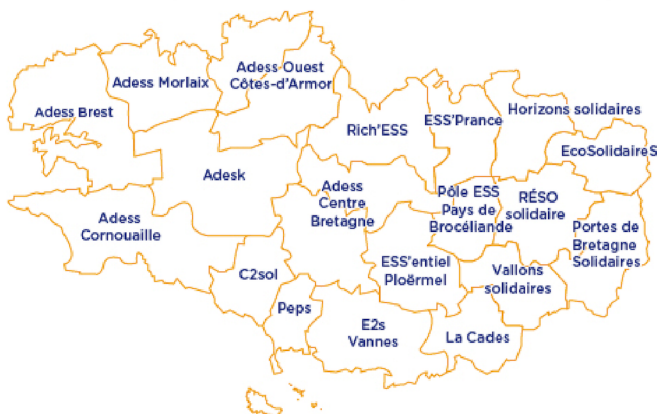 Adess Ouest
Côtes-d'Armor
Adess Morlaix
Adess Brest
Rich'ESS
ESS'Prance
Horizons solidaires
EcoSolidaireS
Adesk
Adess
Centre
Bretagne
Pôle ESS
Pays de
Brocéliande
RÉSO
solidaire
Portes de
Bretagne
Solidaires
Adess
Cornouaille
C2sol
ESS'entiel
Ploërmel
Vallons
solidaires
Peps
E2s
Vannes
La Cades